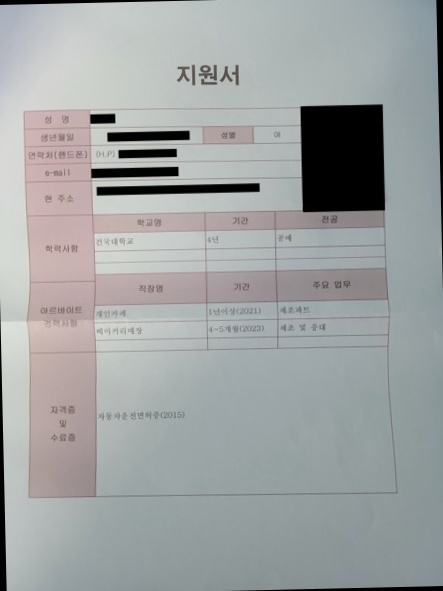 지원서
성 명
생년월일 성별 여
연락처(핸드폰) (H.P)
e-mail
현 주소
학력사항 학교명 기간 전공
건국대학교 4년 공예
아르바이트 경력사항 직장명 기간 주요 업무
개인카페 1년이상(2021) 제조파트
베이커리매장 4~5개월(2023) 제조 및 응대
자격증
및
수료증
자동차운전면허증(2015)